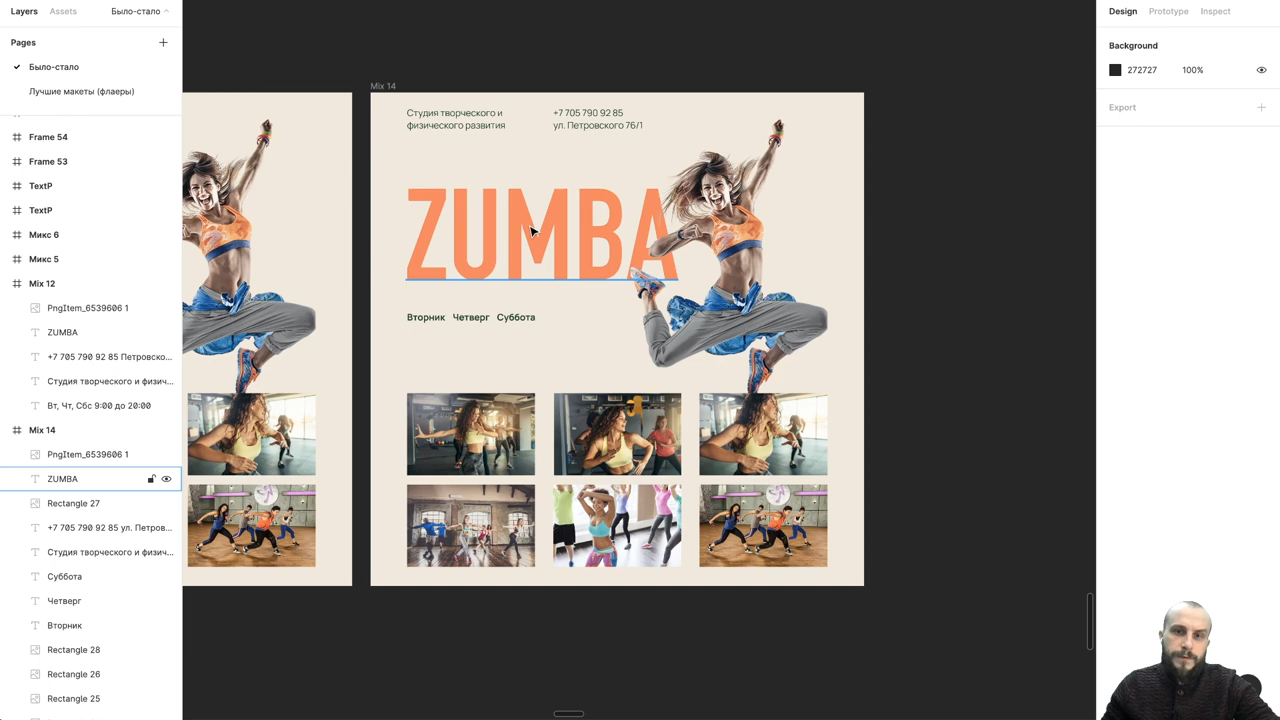 Layers
Assets
Было-стало
Design
Prototype
Inspect
Pages
Было-стало
Лучшие макеты (флаеры)
Frame 54
Frame 53
TextP
TextP
Микс 6
Микс 5
Mix 12
PngItem_6539606 1
ZUMBA
+7 705 790 92 85 Петровско...
Студия творческого и физич...
Вт, Чт, Сбс 9:00 до 20:00
Mix 14
PngItem_6539606 1
ZUMBA
Rectangle 27
+7 705 790 92 85 ул. Петров...
Студия творческого и физич...
Суббота
Четверг
Вторник
Rectangle 28
Rectangle 26
Rectangle 25
Mix 14
Студия творческого и
физического развития
+7 705 790 92 85
ул. Петровского 76/1
ZUMBA
Вторник Четверг Суббота
Background
272727 100%
Export